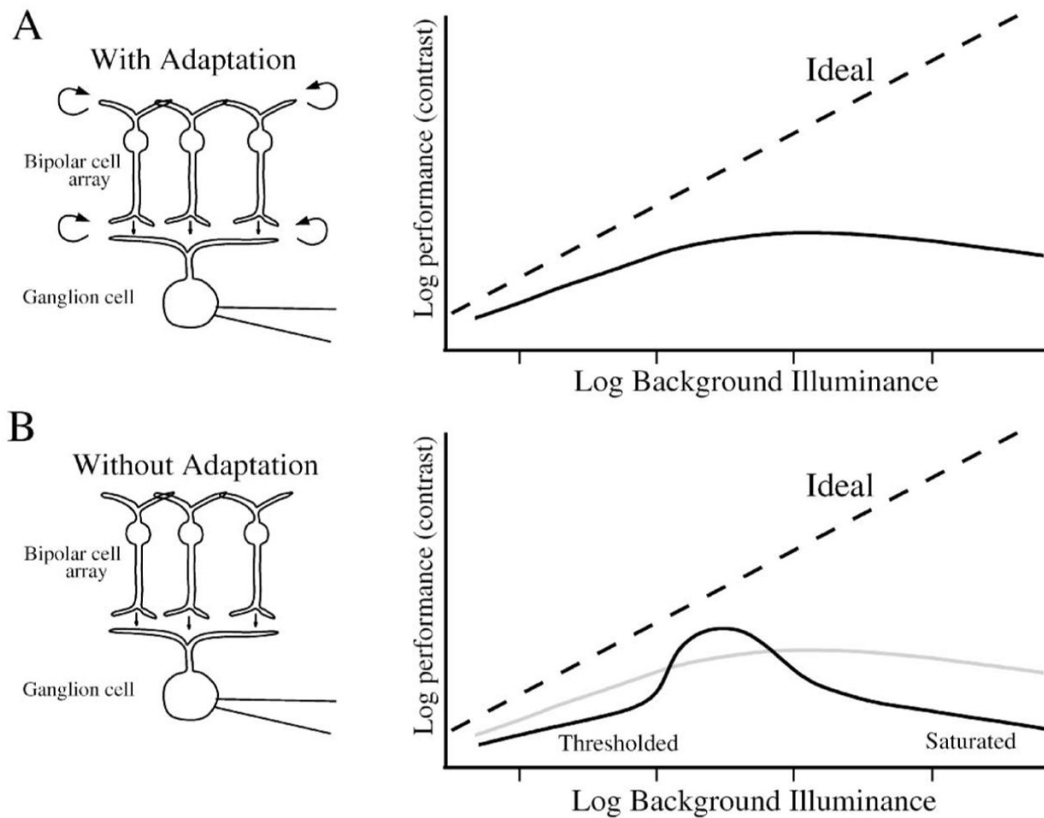 A
With Adaptation
Bipolar cell
array
Ganglion cell
Log performance (contrast)
Ideal
Log Background Illuminance
B
Without Adaptation
Bipolar cell
array
Ganglion cell
Log performance (contrast)
Ideal
Thresholded
Saturated
Log Background Illuminance